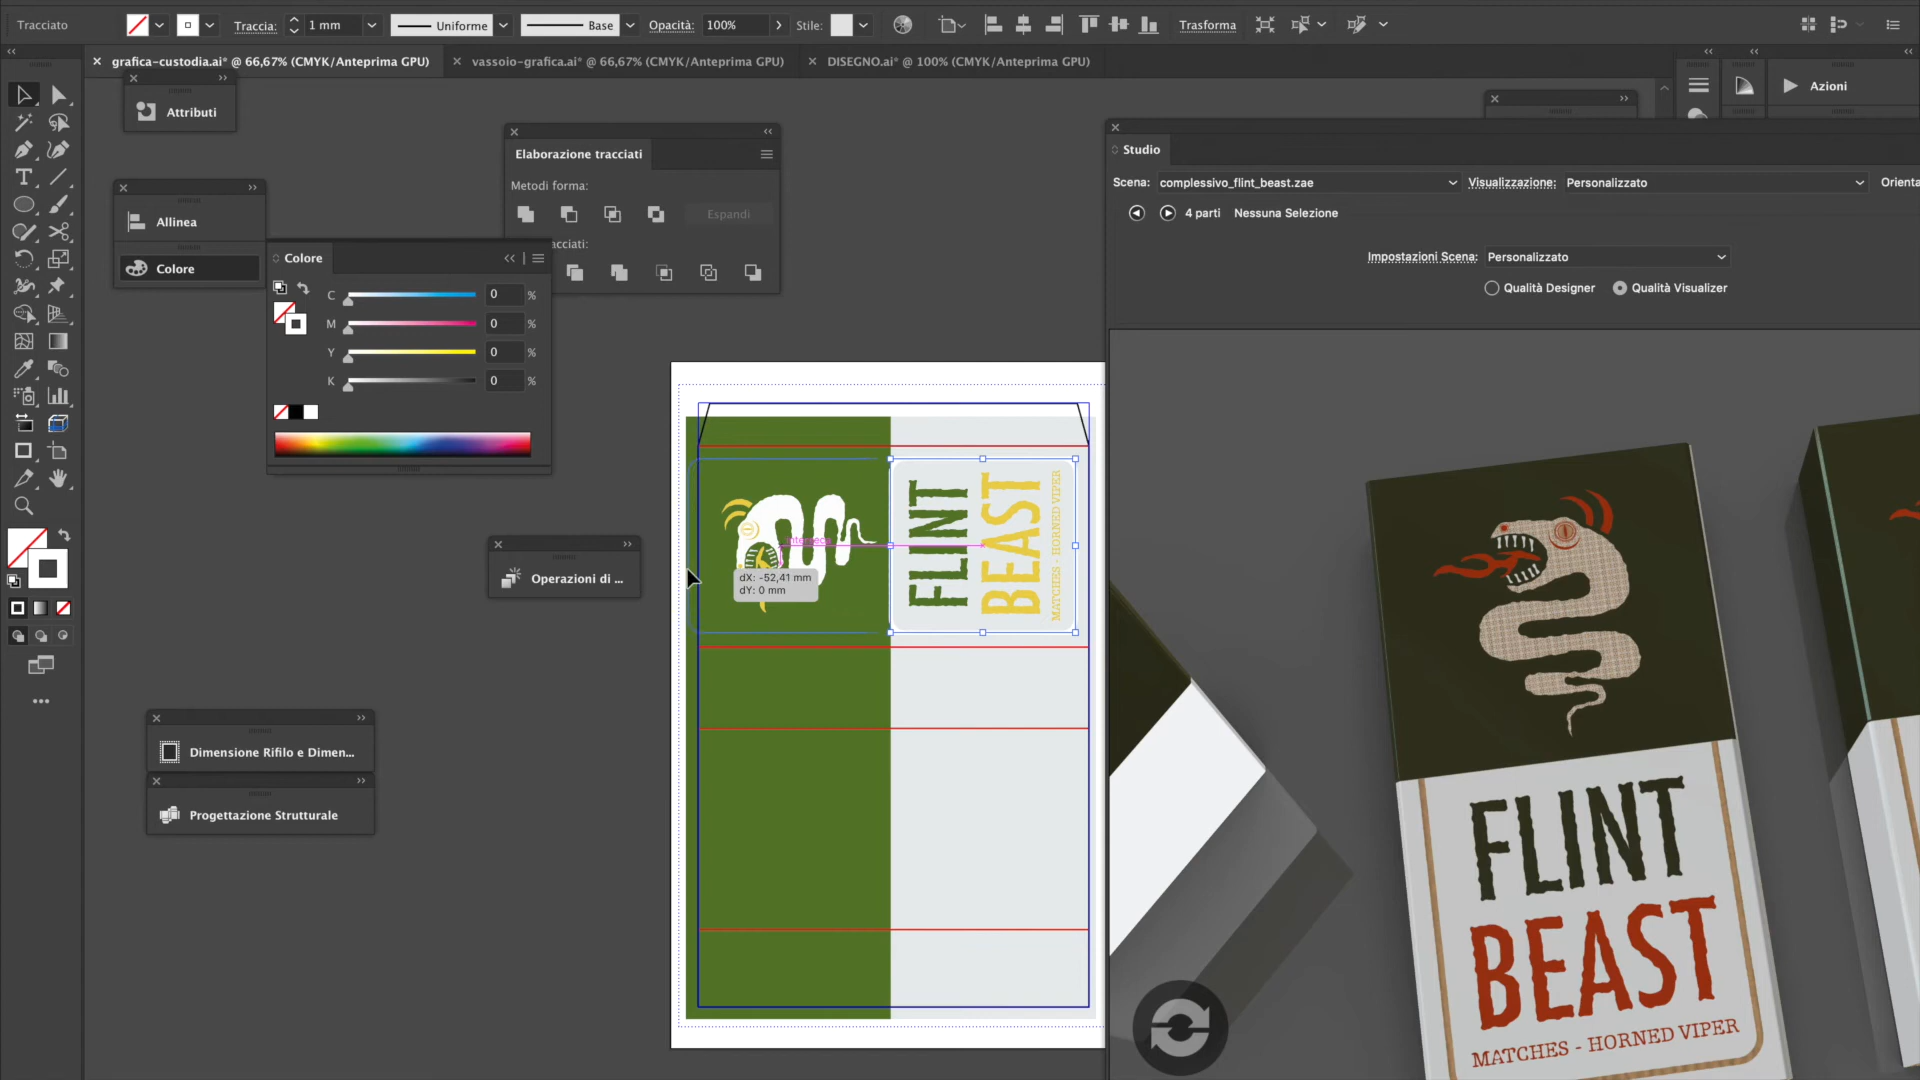 Tracciato
Traccia:
1 mm
Uniforme
Base
Opacità:
100%
Stile:
Trasforma
grafica-custodia.ai* @ 66,67% (CMYK/Anteprima GPU)
vassoio-grafica.ai* @ 66,67% (CMYK/Anteprima GPU)
DISEGNO.ai* @ 100% (CMYK/Anteprima GPU)
Attributi
Azioni
Elaborazione tracciati
Metodi forma:
Espandi
acciati:
Allinea
Colore
Colore
C 0 %
M 0 %
Y 0 %
K 0 %
Studio
Scena: complessivo_flint_beast.zae
Visualizzazione: Personalizzato
Orienta
4 parti Nessuna Selezione
Impostazioni Scena: Personalizzato
Qualità Designer
Qualità Visualizer
T
FLINT
BEAST
MATCHES - HORNED VIPER
interseca
dX: -52,41 mm
dY: 0 mm
Operazioni di ...
Dimensione Rifilo e Dimen...
Progettazione Strutturale
FLINT
BEAST
MATCHES - HORNED VIPER